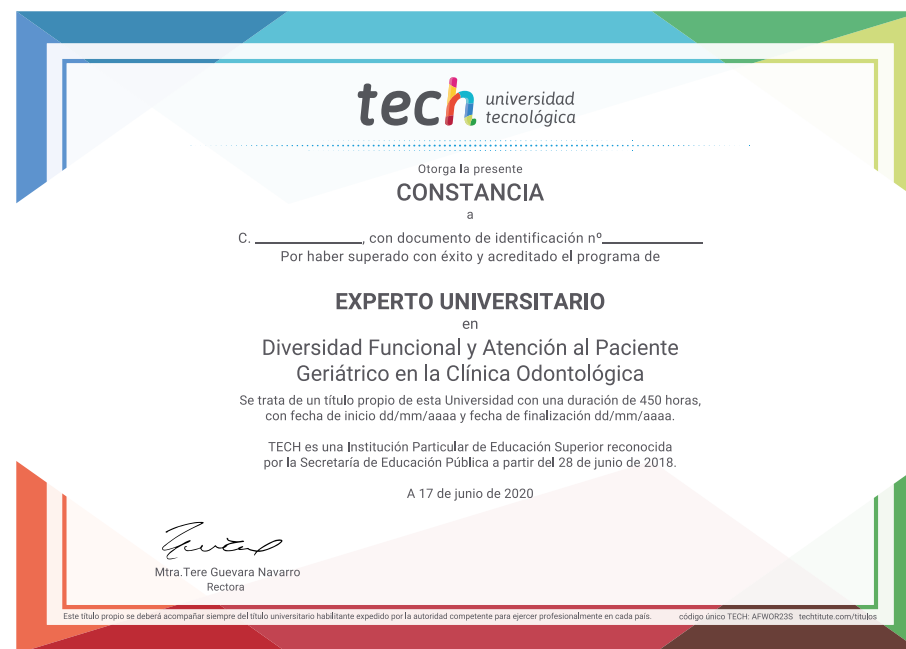 tech universidad
tecnológica
Otorga la presente
CONSTANCIA
a
C. ____________, con documento de identificación nº____________
Por haber superado con éxito y acreditado el programa de
EXPERTO UNIVERSITARIO
en
Diversidad Funcional y Atención al Paciente
Geriátrico en la Clínica Odontológica
Se trata de un título propio de esta Universidad con una duración de 450 horas,
con fecha de inicio dd/mm/aaaa y fecha de finalización dd/mm/aaaa.
TECH es una Institución Particular de Educación Superior reconocida
por la Secretaría de Educación Pública a partir del 28 de junio de 2018.
A 17 de junio de 2020
Mtra.Tere Guevara Navarro
Rectora
Este título propio se deberá acompañar siempre del título universitario habilitante expedido por la autoridad competente para ejercer profesionalmente en cada país. código único TECH: AFWOR23S techtitute.com/titulos